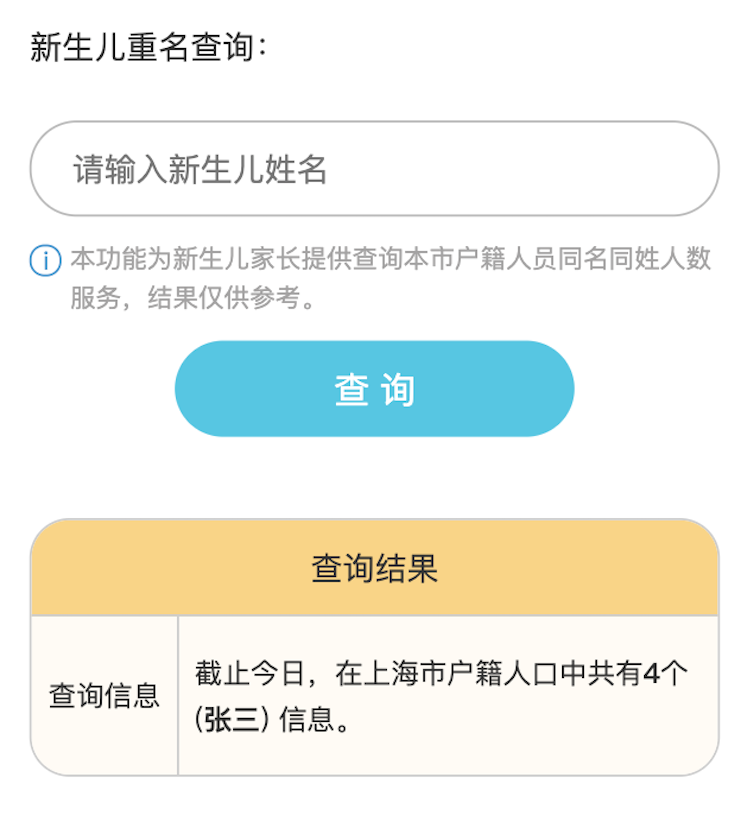 新生儿重名查询：
请输入新生儿姓名
本功能为新生儿家长提供查询本市户籍人员同名同姓人数
服务，结果仅供参考。
查 询
查询结果
查询信息
截止今日，在上海市户籍人口中共有4个
(张三) 信息。